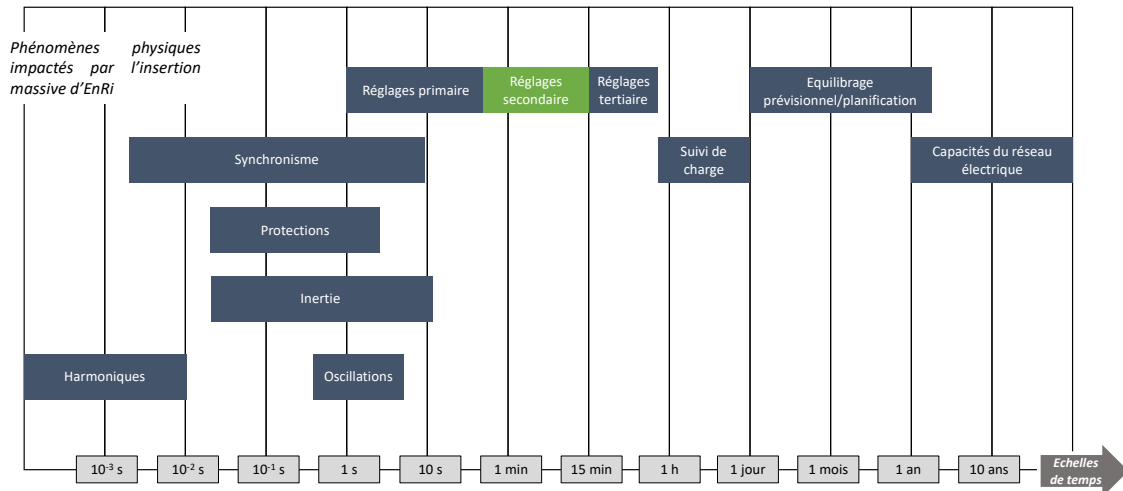 Phénomènes physiques
impactés par l'insertion
massive d'EnRi
Réglages primaire
Réglages
secondaire
Réglages
tertiaire
Equilibrage
prévisionnel/planification
Synchronisme
Suivi de
charge
Capacités du réseau
électrique
Protections
Inertie
Harmoniques
Oscillations
10⁻³ s
10⁻² s
10⁻¹ s
1 s
10 s
1 min
15 min
1 h
1 jour
1 mois
1 an
10 ans
Echelles
de temps